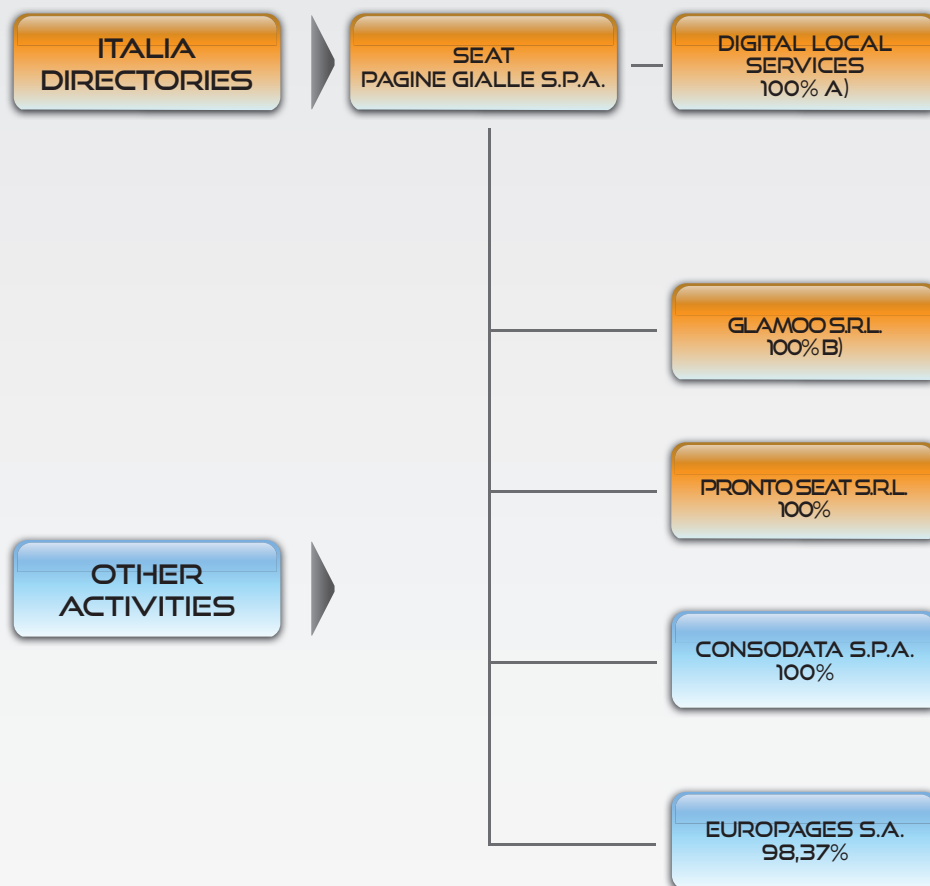 ITALIA
DIRECTORIES
SEAT
PAGINE GIALLE S.P.A.
DIGITAL LOCAL
SERVICES
100% A)
GLAMOO S.R.L.
100% B)
PRONTO SEAT S.R.L.
100%
OTHER
ACTIVITIES
CONSODATA S.P.A.
100%
EUROPAGES S.A.
98,37%